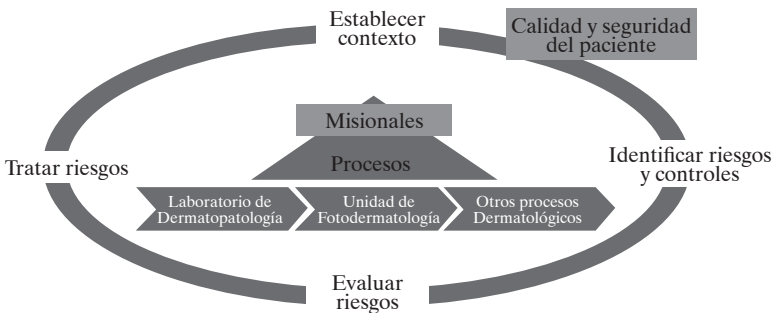 Establecer
contexto
Calidad y seguridad
del paciente
Misionales
Procesos
Tratar riesgos
Identificar riesgos
y controles
Laboratorio de
Dermatopatología
Unidad de
Fotodermatología
Otros procesos
Dermatológicos
Evaluar
riesgos